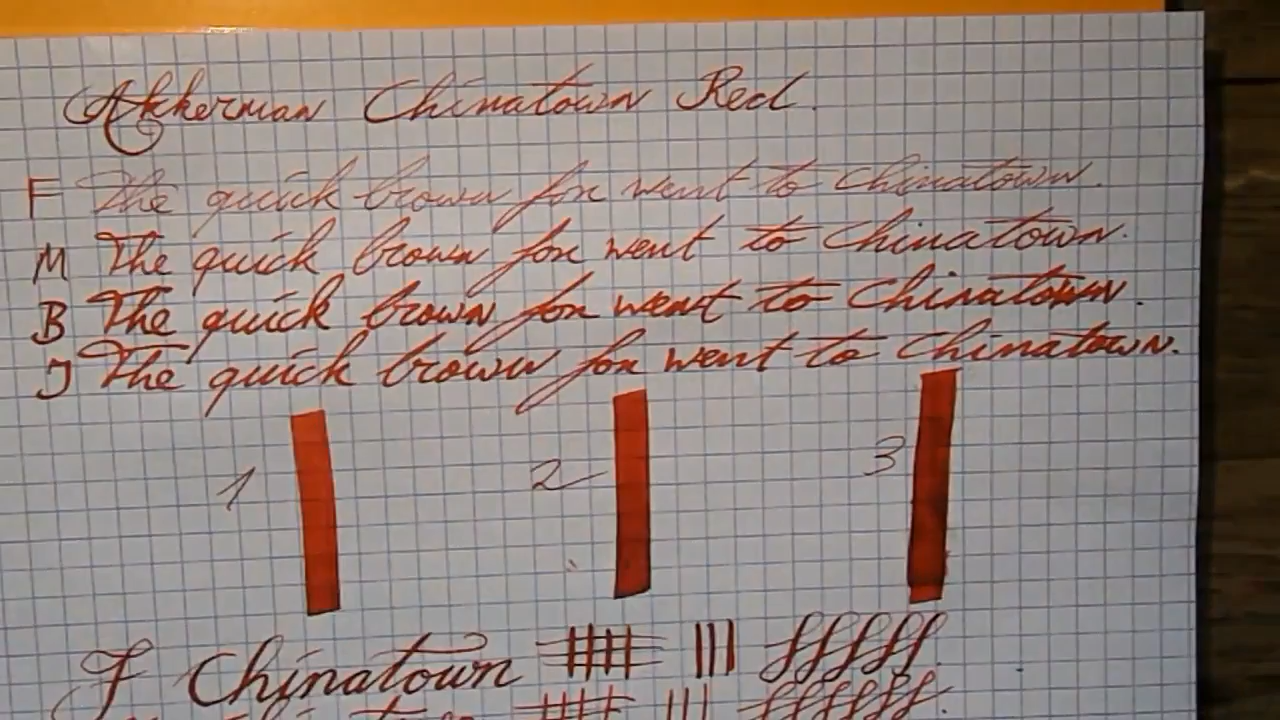 Akkerman Chinatown Red.
F The quick brown fox went to Chinatown.
M The quick brown fox went to Chinatown.
B The quick brown fox went to Chinatown.
J The quick brown fox went to Chinatown.
1 2 3
F Chinatown fffff